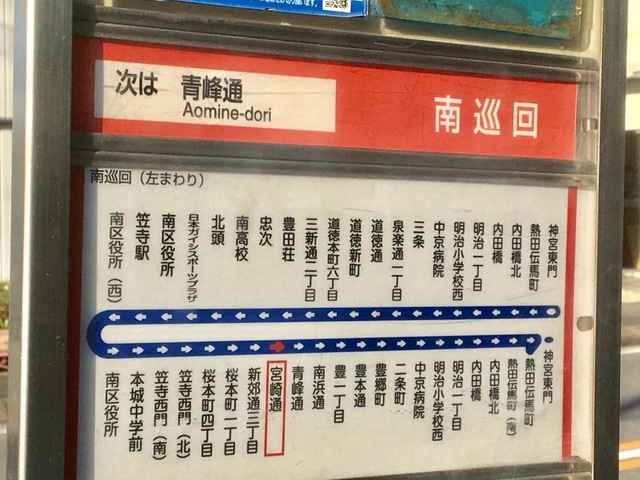 次は 青峰通
Aomine-dori
南巡回
南巡回（左まわり）
南区役所（西）
笠寺駅
南区役所
日本ガイシスポーツプラザ
北頭
南高校
忠次
豊田荘
三新通二丁目
道徳本町六丁目
道徳新町
道徳通
泉楽通一丁目
三条
中京病院
明治小学校西
明治一丁目
内田橋
内田橋北
熱田伝馬町
神宮東門
南区役所
本城中学前
笠寺西門（南）
笠寺西門（北）
桜本町四丁目
桜本町一丁目
新郊通三丁目
宮崎通
青峰通
南浜通
豊一丁目
豊本通
豊郷町
二条町
中京病院
明治小学校西
明治一丁目
内田橋
内田橋北
熱田伝馬町（南）
熱田伝馬町
神宮東門